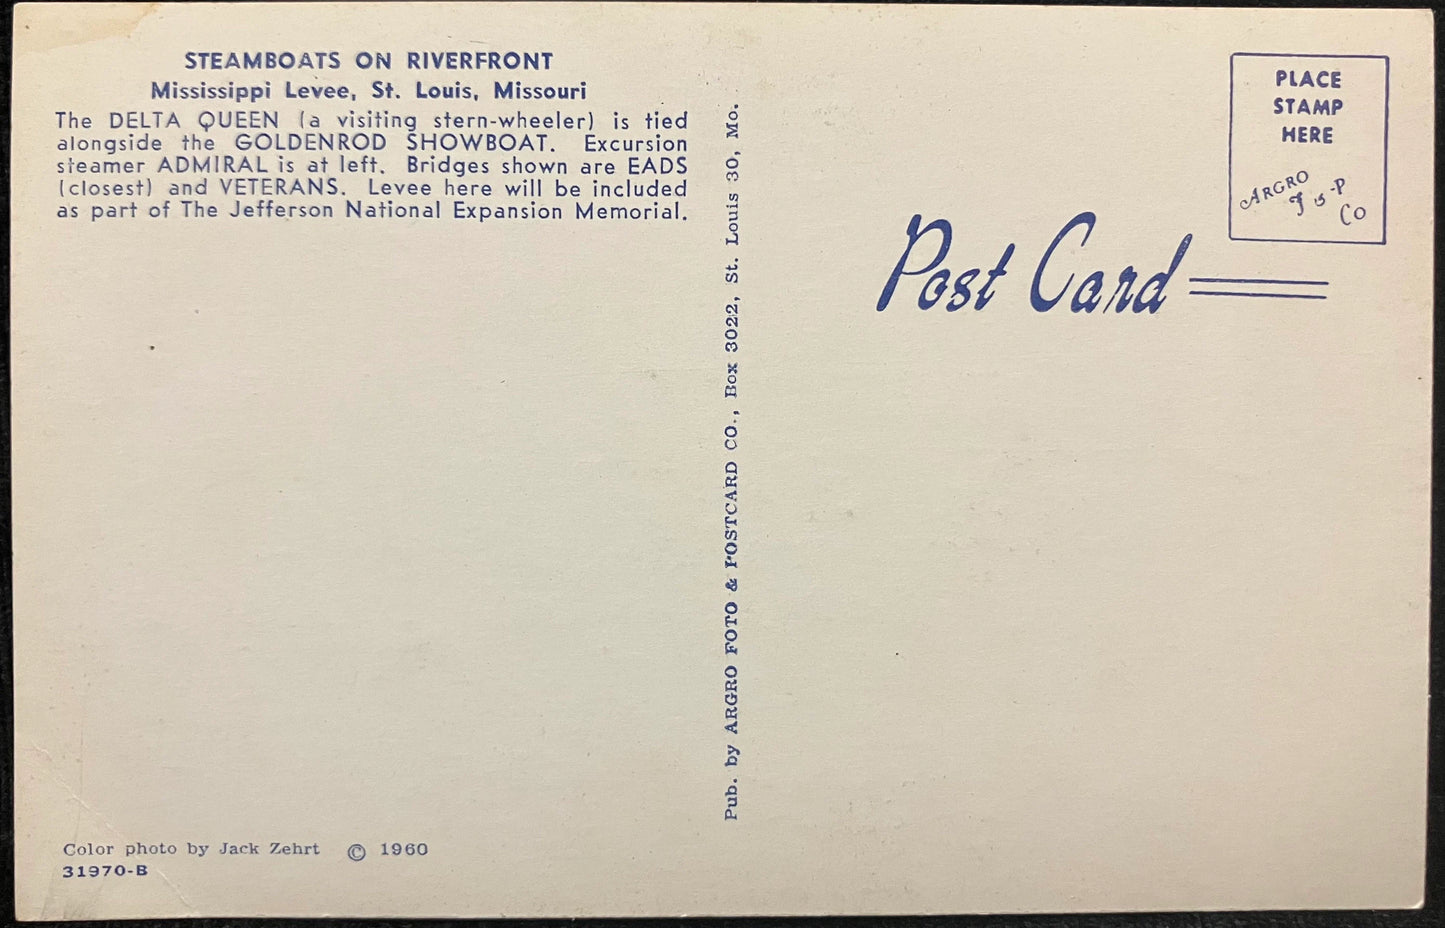 STEAMBOATS ON RIVERFRONT
Mississippi Levee, St. Louis, Missouri
The DELTA QUEEN (a visiting stern-wheeler) is tied
alongside the GOLDENROD SHOWBOAT. Excursion
steamer ADMIRAL is at left. Bridges shown are EADS
(closest) and VETERANS. Levee here will be included
as part of The Jefferson National Expansion Memorial.
Color photo by Jack Zehrt © 1960
31970-B
Pub. by ARGRO FOTO & POSTCARD CO., Box 3022, St. Louis 30, Mo.
PLACE
STAMP
HERE
ARGRO
-P
Co
Post Card